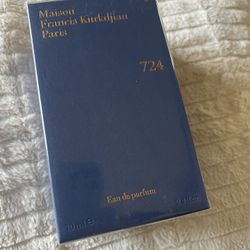 Maison
Francis Kurkdjian
Paris
724
Eau de parfum